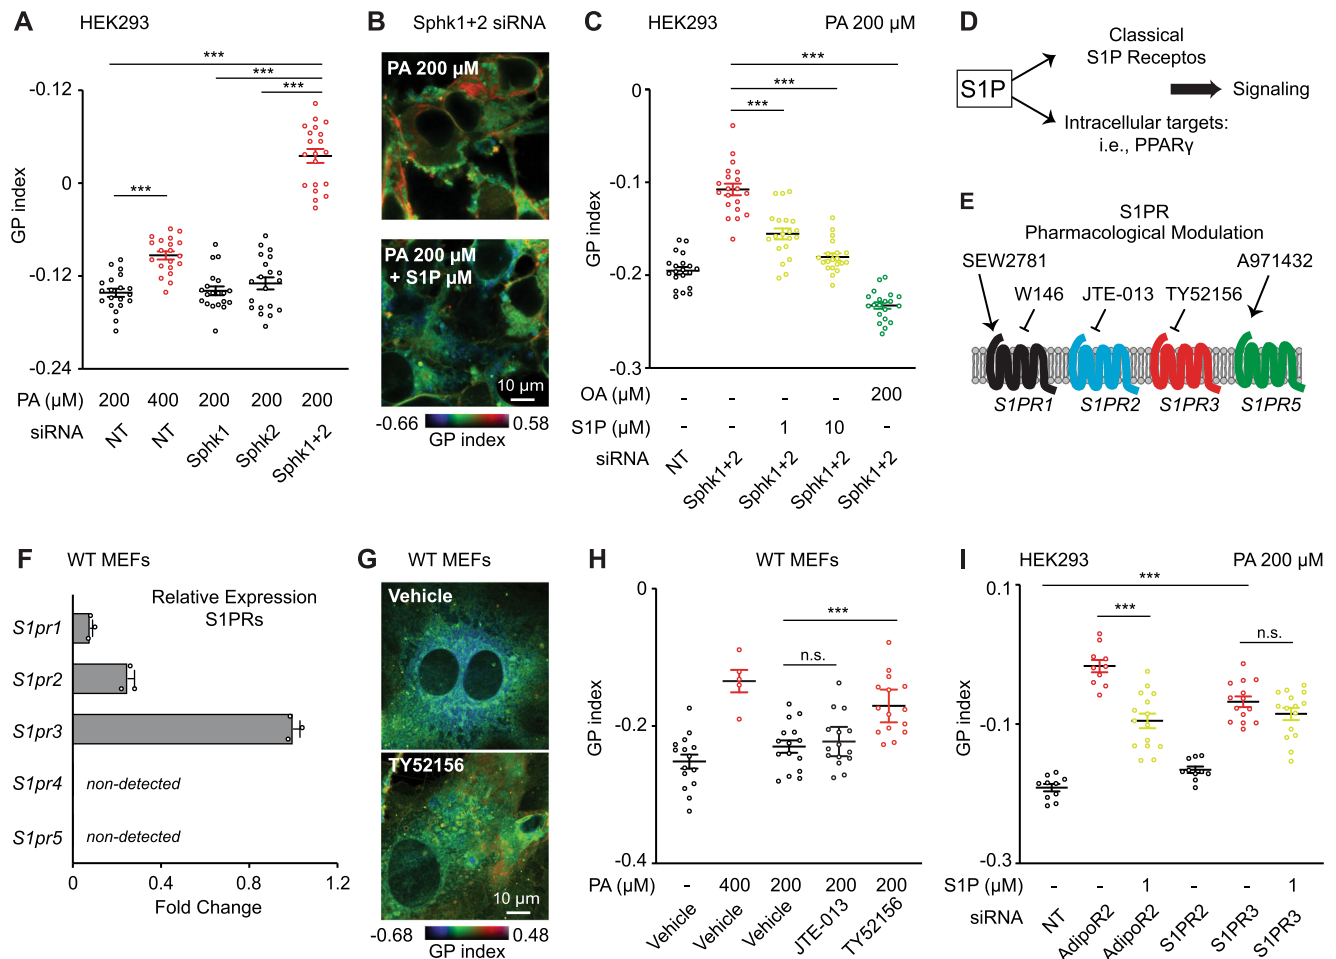 A HEK293
***
***
***
***
GP index
-0.12
0
-0.12
-0.24
PA (µM) 200 400 200 200 200
siRNA NT NT Sphk1 Sphk2 Sphk1+2
B Sphk1+2 siRNA
PA 200 µM
PA 200 µM
+ S1P µM
10 µm
-0.66 0.58
GP index
C HEK293 PA 200 µM
***
***
***
GP index
0
-0.1
-0.2
-0.3
OA (µM) - - - - 200
S1P (µM) - - 1 10 -
siRNA NT Sphk1+2 Sphk1+2 Sphk1+2 Sphk1+2
D
S1P
Classical
S1P Receptos
Signaling
Intracellular targets:
i.e., PPARγ
E
S1PR
Pharmacological Modulation
SEW2781 A971432
W146 JTE-013 TY52156
S1PR1 S1PR2 S1PR3 S1PR5
F WT MEFs
Relative Expression
S1PRs
S1pr1
S1pr2
S1pr3
S1pr4 non-detected
S1pr5 non-detected
0 0.4 0.8 1.2
Fold Change
G WT MEFs
Vehicle
TY52156
10 µm
-0.68 0.48
GP index
H WT MEFs
***
n.s.
GP index
0
-0.2
-0.4
PA (µM) - 400 200 200 200
Vehicle Vehicle Vehicle JTE-013 TY52156
I HEK293 PA 200 µM
***
***
n.s.
GP index
0.1
-0.1
-0.3
S1P (µM) - - 1 - - 1
siRNA NT AdipoR2 AdipoR2 S1PR2 S1PR3 S1PR3